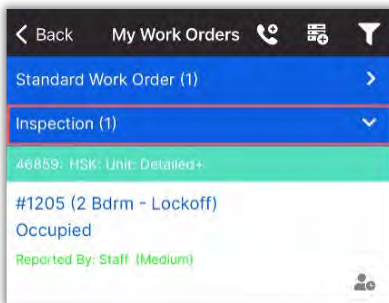 Back My Work Orders
Standard Work Order (1)
Inspection (1)
46859: HSK: Unit: Detailed+
#1205 (2 Bdrm - Lockoff)
Occupied
Reported By: Staff (Medium)